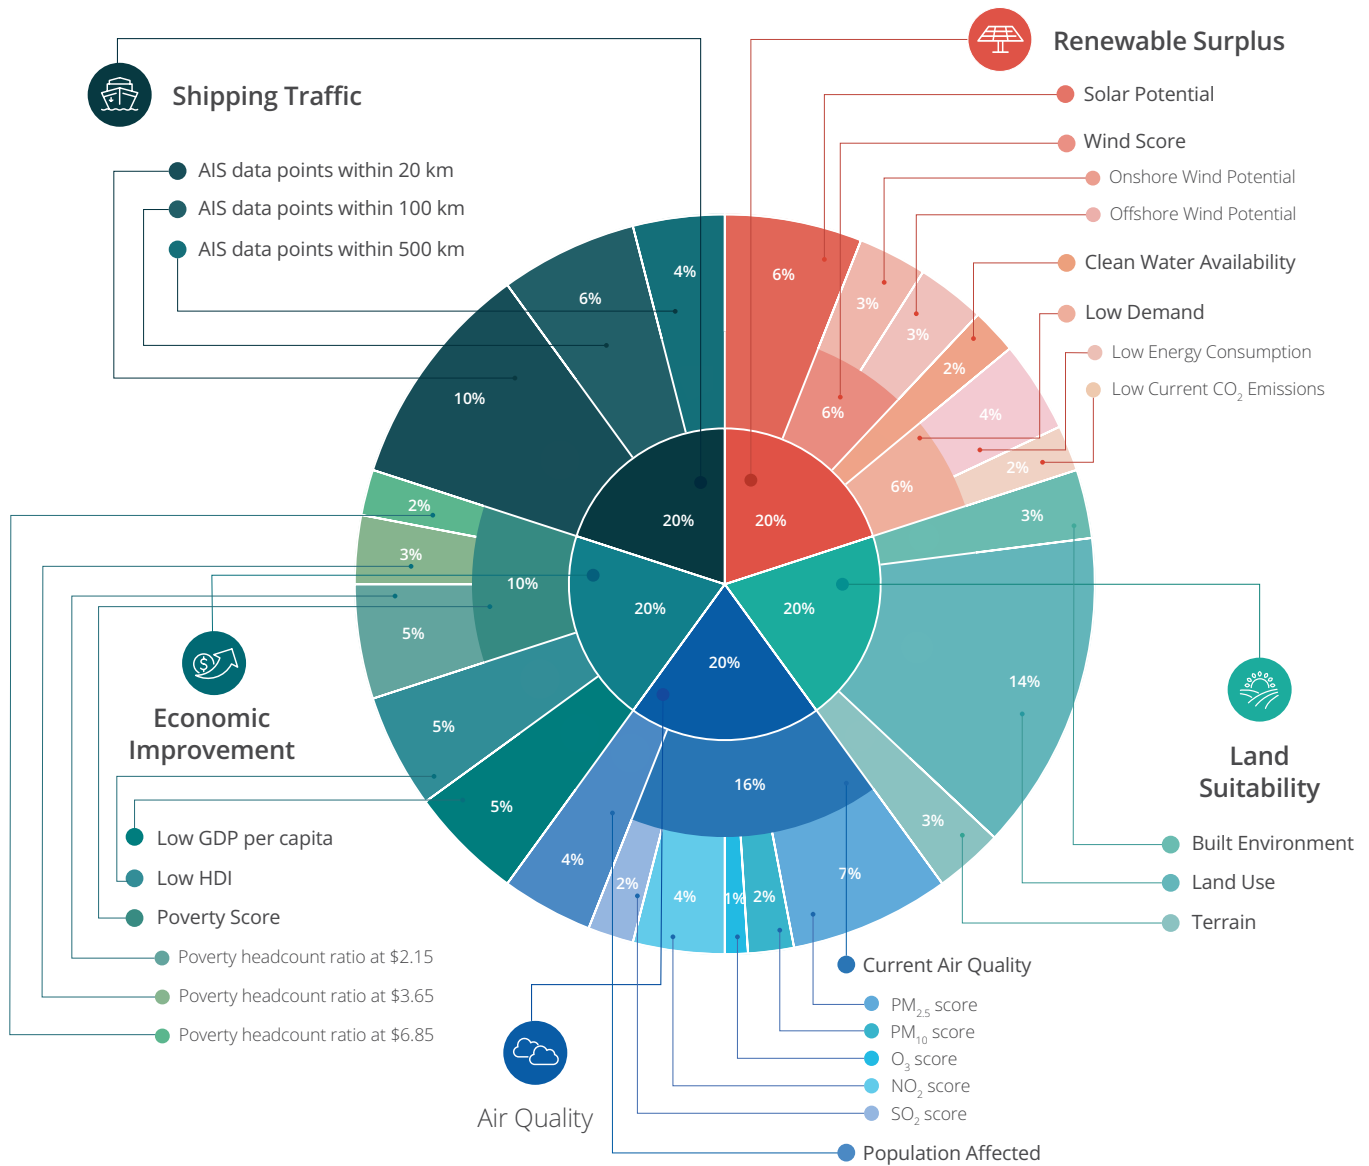 Shipping Traffic
AIS data points within 20 km
AIS data points within 100 km
AIS data points within 500 km
Renewable Surplus
Solar Potential
Wind Score
Onshore Wind Potential
Offshore Wind Potential
Clean Water Availability
Low Demand
Low Energy Consumption
Low Current CO2 Emissions
4%
6%
10%
20%
6%
3%
3%
2%
4%
2%
6%
6%
20%
2%
3%
5%
10%
5%
5%
20%
3%
14%
3%
20%
20%
16%
4%
2%
4%
1%
2%
7%
$
Economic
Improvement
Low GDP per capita
Low HDI
Poverty Score
Poverty headcount ratio at $2.15
Poverty headcount ratio at $3.65
Poverty headcount ratio at $6.85
Land
Suitability
Built Environment
Land Use
Terrain
Air Quality
Current Air Quality
PM2.5 score
PM10 score
O3 score
NO2 score
SO2 score
Population Affected